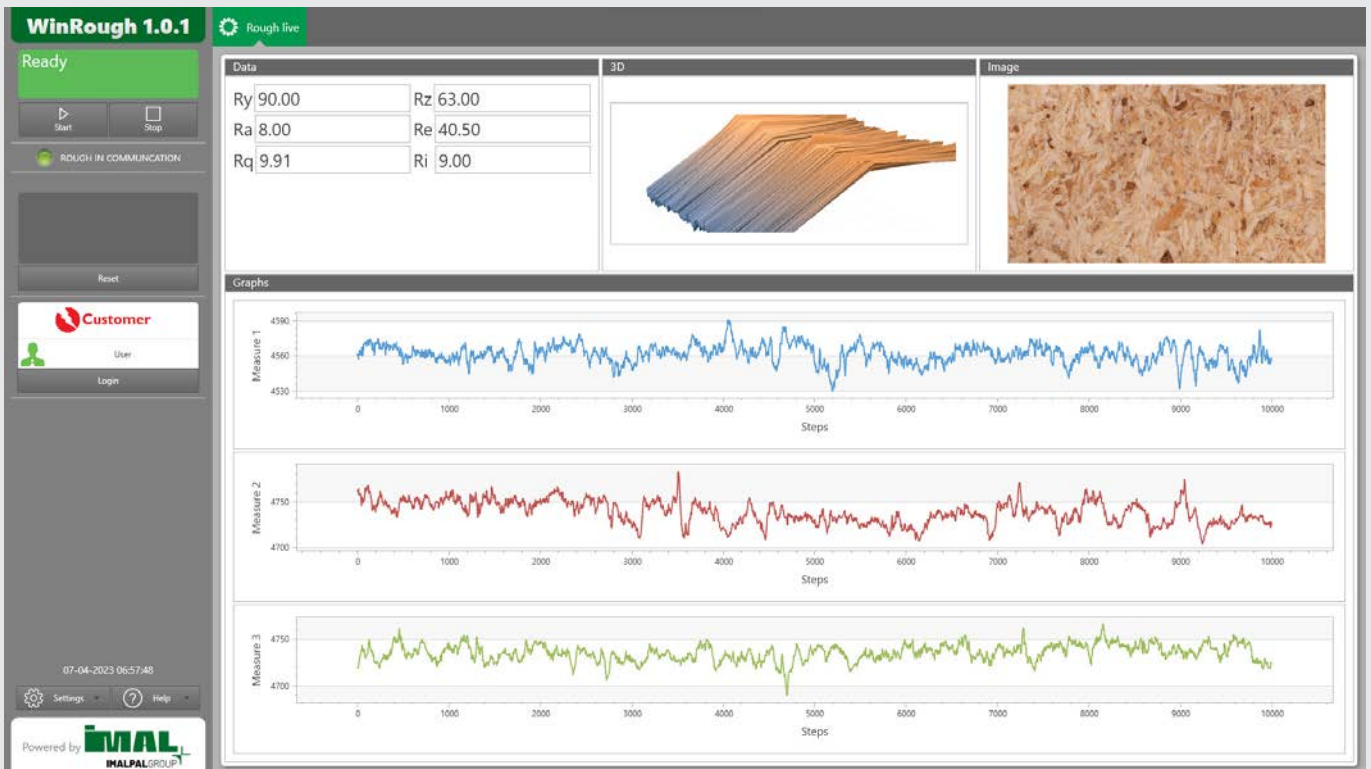 WinRough 1.0.1
Rough live
Ready
Start
Stop
ROUGH IN COMMUNCATION
Reset
Customer
User
Login
07-04-2023 06:57:48
Settings
Help
Powered by IMAL
IMALPALGROUP
Data
Ry 90.00 Rz 63.00
Ra 8.00 Re 40.50
Rq 9.91 Ri 9.00
3D
Image
Graphs
Measure 1
4590
4560
4530
0 1000 2000 3000 4000 5000 6000 7000 8000 9000 10000
Steps
Measure 2
4750
4700
0 1000 2000 3000 4000 5000 6000 7000 8000 9000 10000
Steps
Measure 3
4750
4700
0 1000 2000 3000 4000 5000 6000 7000 8000 9000 10000
Steps